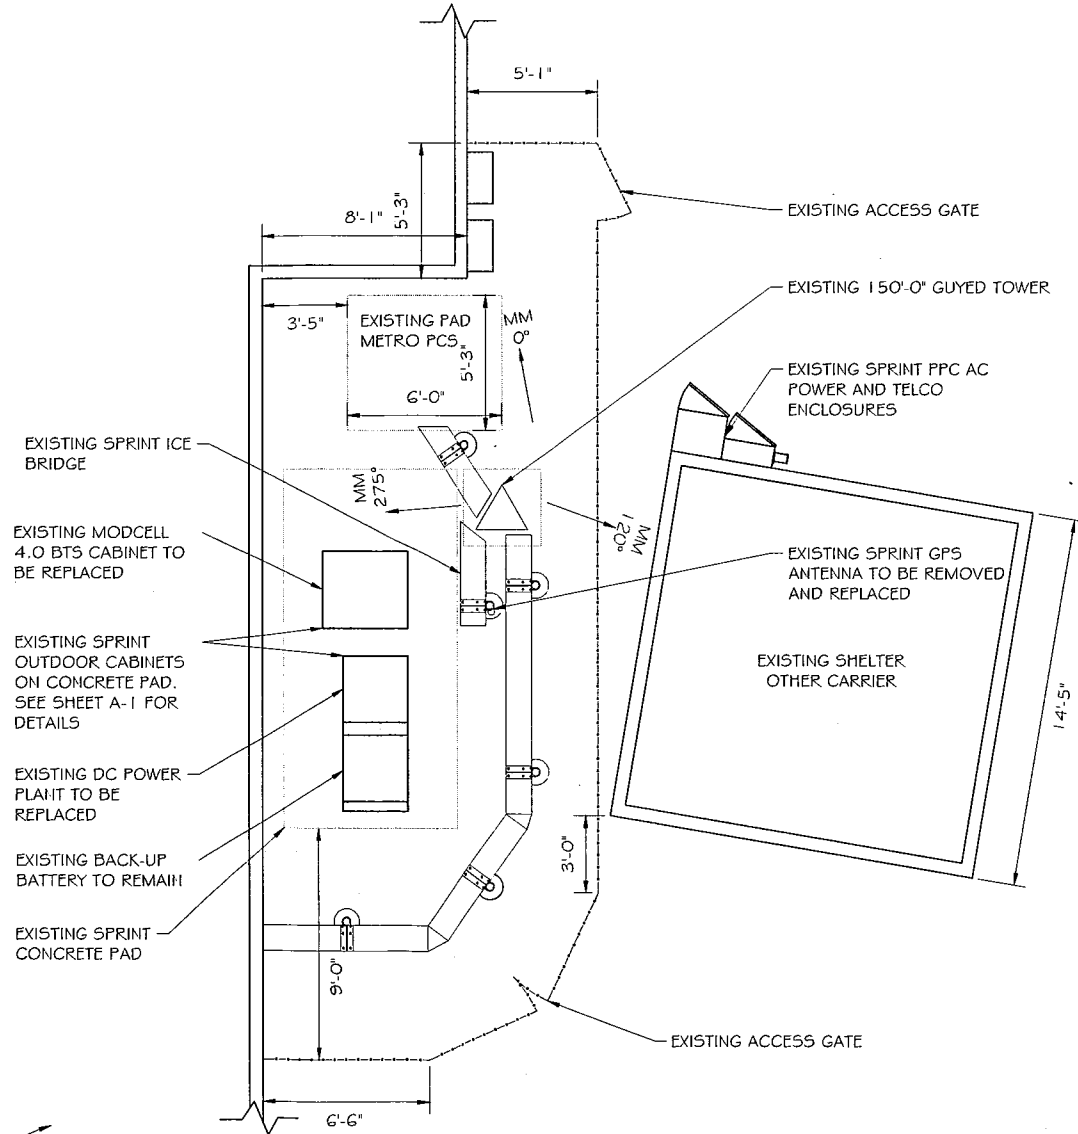 5'-1"
EXISTING ACCESS GATE
8'-1"
5'-3"
EXISTING 150'-0" GUYED TOWER
3'-5"
EXISTING PAD
METRO PCS
5'-3"
MM
0°
6'-0"
EXISTING SPRINT PPC AC
POWER AND TELCO
ENCLOSURES
EXISTING SPRINT ICE
BRIDGE
MM
275°
MM
120°
EXISTING MODCELL
4.0 BTS CABINET TO
BE REPLACED
EXISTING SPRINT GPS
ANTENNA TO BE REMOVED
AND REPLACED
EXISTING SPRINT
OUTDOOR CABINETS
ON CONCRETE PAD.
SEE SHEET A-1 FOR
DETAILS
EXISTING SHELTER
OTHER CARRIER
14'-5"
EXISTING DC POWER
PLANT TO BE
REPLACED
EXISTING BACK-UP
BATTERY TO REMAIN
3'-0"
EXISTING SPRINT
CONCRETE PAD
9'-0"
EXISTING ACCESS GATE
6'-6"